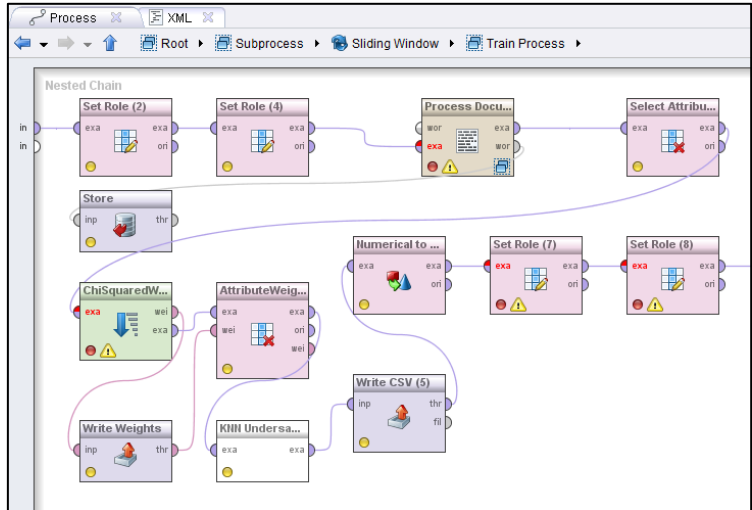 Process XML
Root Subprocess Sliding Window Train Process
Nested Chain
Set Role (2) Set Role (4) Process Docu... Select Attribu...
in exa exa exa exa wor exa exa exa
in ori ori exa wor ori
Store
inp thr
Numerical to ... Set Role (7) Set Role (8)
exa exa exa exa exa exa
ori ori ori
ChiSquaredW... AttributeWeig...
exa wei exa exa
exa wei ori
wei
Write CSV (5)
inp thr
fil
Write Weights KNN Undersa...
inp thr exa exa